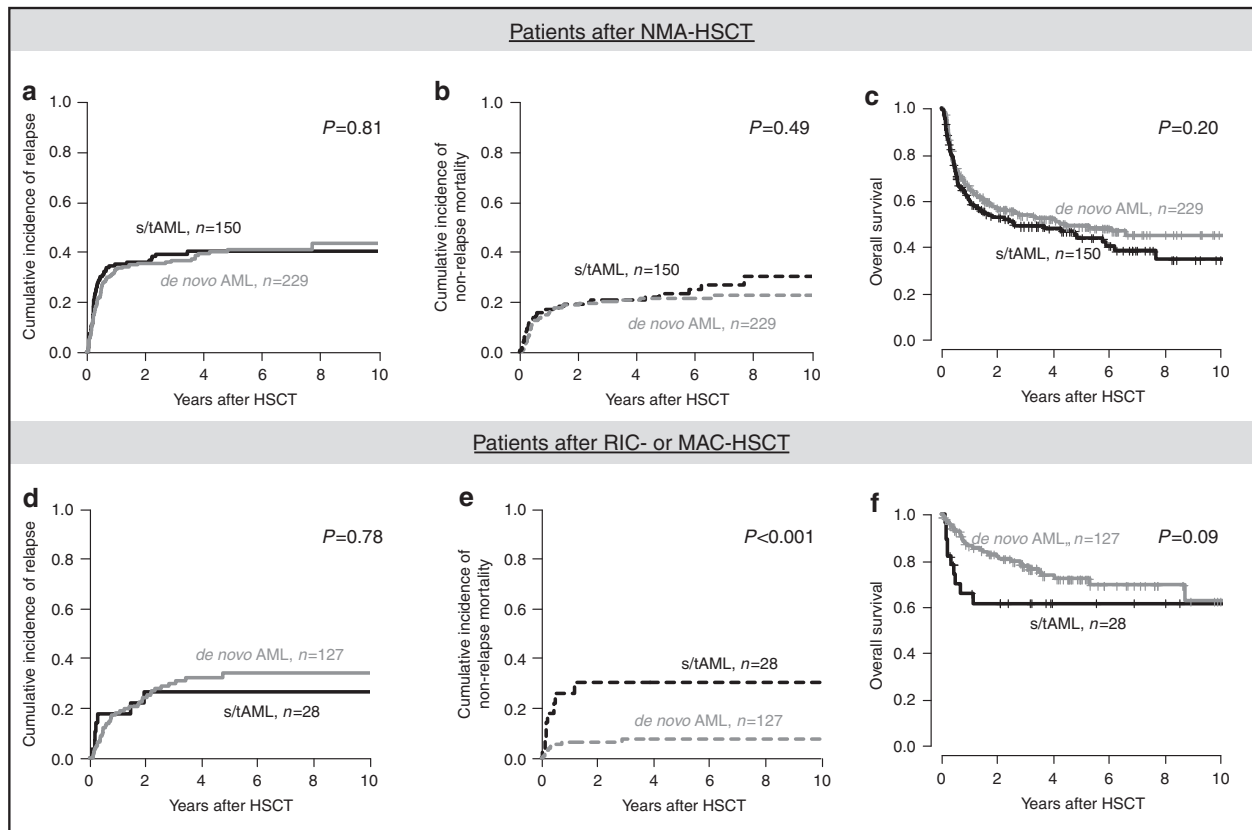 Patients after NMA-HSCT
a
Cumulative incidence of relapse
1.0
0.8
0.6
0.4
0.2
0.0
P=0.81
s/tAML, n=150
de novo AML, n=229
0 2 4 6 8 10
Years after HSCT
b
Cumulative incidence of
non-relapse mortality
1.0
0.8
0.6
0.4
0.2
0.0
P=0.49
s/tAML, n=150
de novo AML, n=229
0 2 4 6 8 10
Years after HSCT
c
Overall survival
1.0
0.8
0.6
0.4
0.2
0.0
P=0.20
de novo AML, n=229
s/tAML, n=150
0 2 4 6 8 10
Years after HSCT
Patients after RIC- or MAC-HSCT
d
Cumulative incidence of relapse
1.0
0.8
0.6
0.4
0.2
0.0
P=0.78
de novo AML, n=127
s/tAML, n=28
0 2 4 6 8 10
Years after HSCT
e
Cumulative incidence of
non-relapse mortality
1.0
0.8
0.6
0.4
0.2
0.0
P<0.001
s/tAML, n=28
de novo AML, n=127
0 2 4 6 8 10
Years after HSCT
f
Overall survival
1.0
0.8
0.6
0.4
0.2
0.0
de novo AML,, n=127
P=0.09
s/tAML, n=28
0 2 4 6 8 10
Years after HSCT